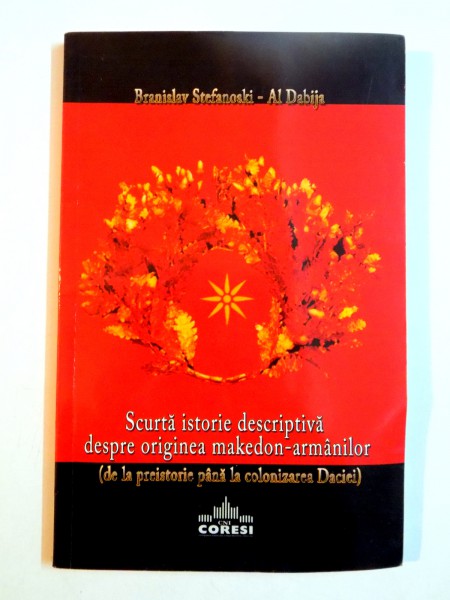 Branislav Stefanoski - Al Dabija
Scurtă istorie descriptivă
despre originea makedon-armânilor
(de la preistorie până la colonizarea Daciei)
CNI
CORESI